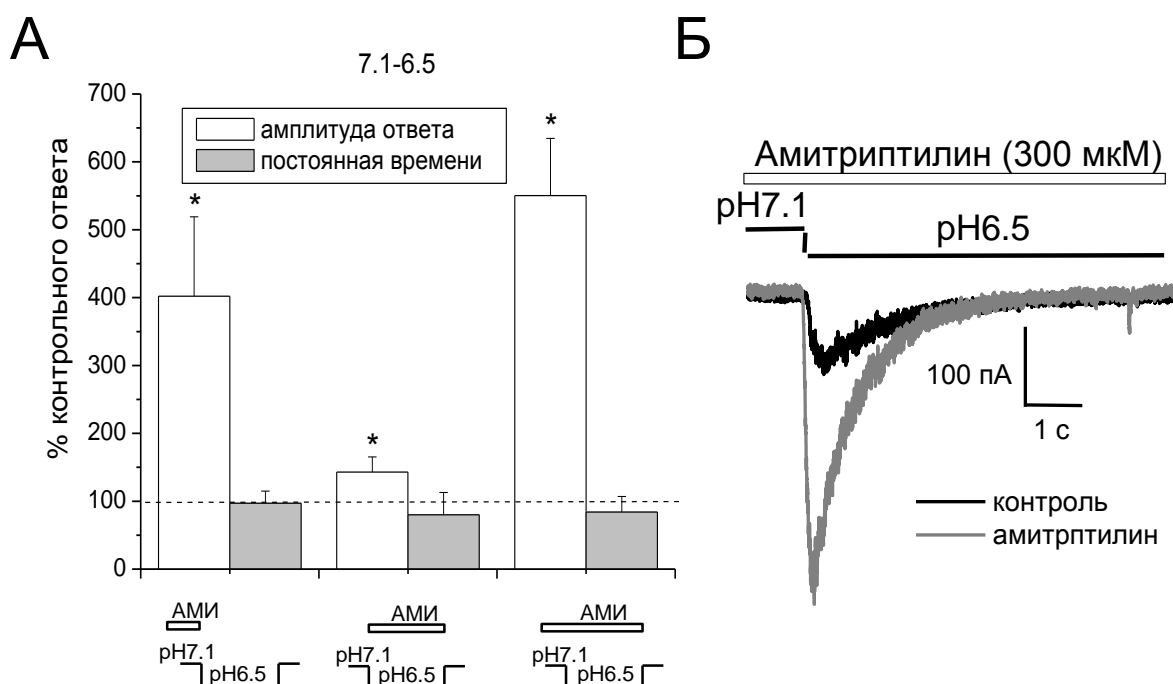 А
7.1-6.5
700
600
500
400
300
200
100
0
% контрольного ответа
амплитуда ответа
постоянная времени
*
*
*
АМИ
АМИ
АМИ
pH7.1
pH6.5
pH7.1
pH6.5
pH7.1
pH6.5
Б
Амитриптилин (300 мкМ)
pH7.1
pH6.5
100 пА
1 с
контроль
амитрптилин